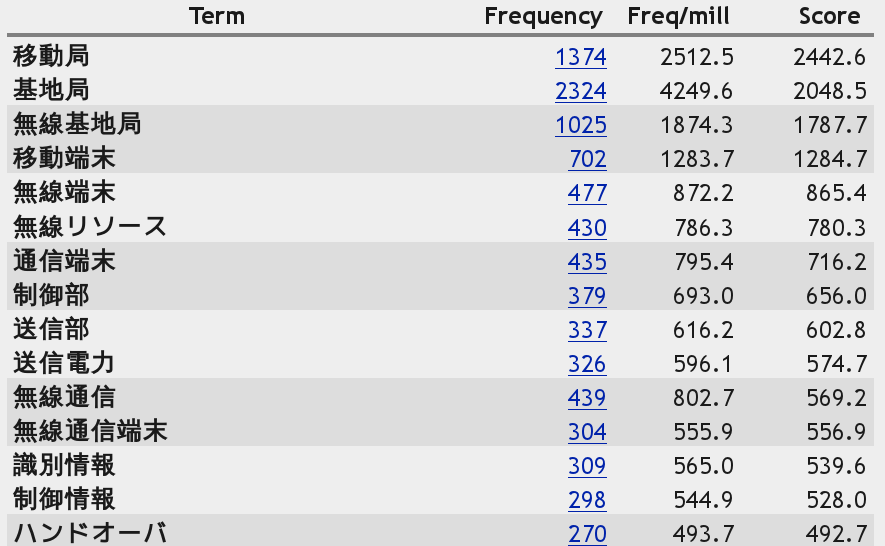 Term Frequency Freq/mill Score
移動局 1374 2512.5 2442.6
基地局 2324 4249.6 2048.5
無線基地局 1025 1874.3 1787.7
移動端末 702 1283.7 1284.7
無線端末 477 872.2 865.4
無線リソース 430 786.3 780.3
通信端末 435 795.4 716.2
制御部 379 693.0 656.0
送信部 337 616.2 602.8
送信電力 326 596.1 574.7
無線通信 439 802.7 569.2
無線通信端末 304 555.9 556.9
識別情報 309 565.0 539.6
制御情報 298 544.9 528.0
ハンドオーバ 270 493.7 492.7